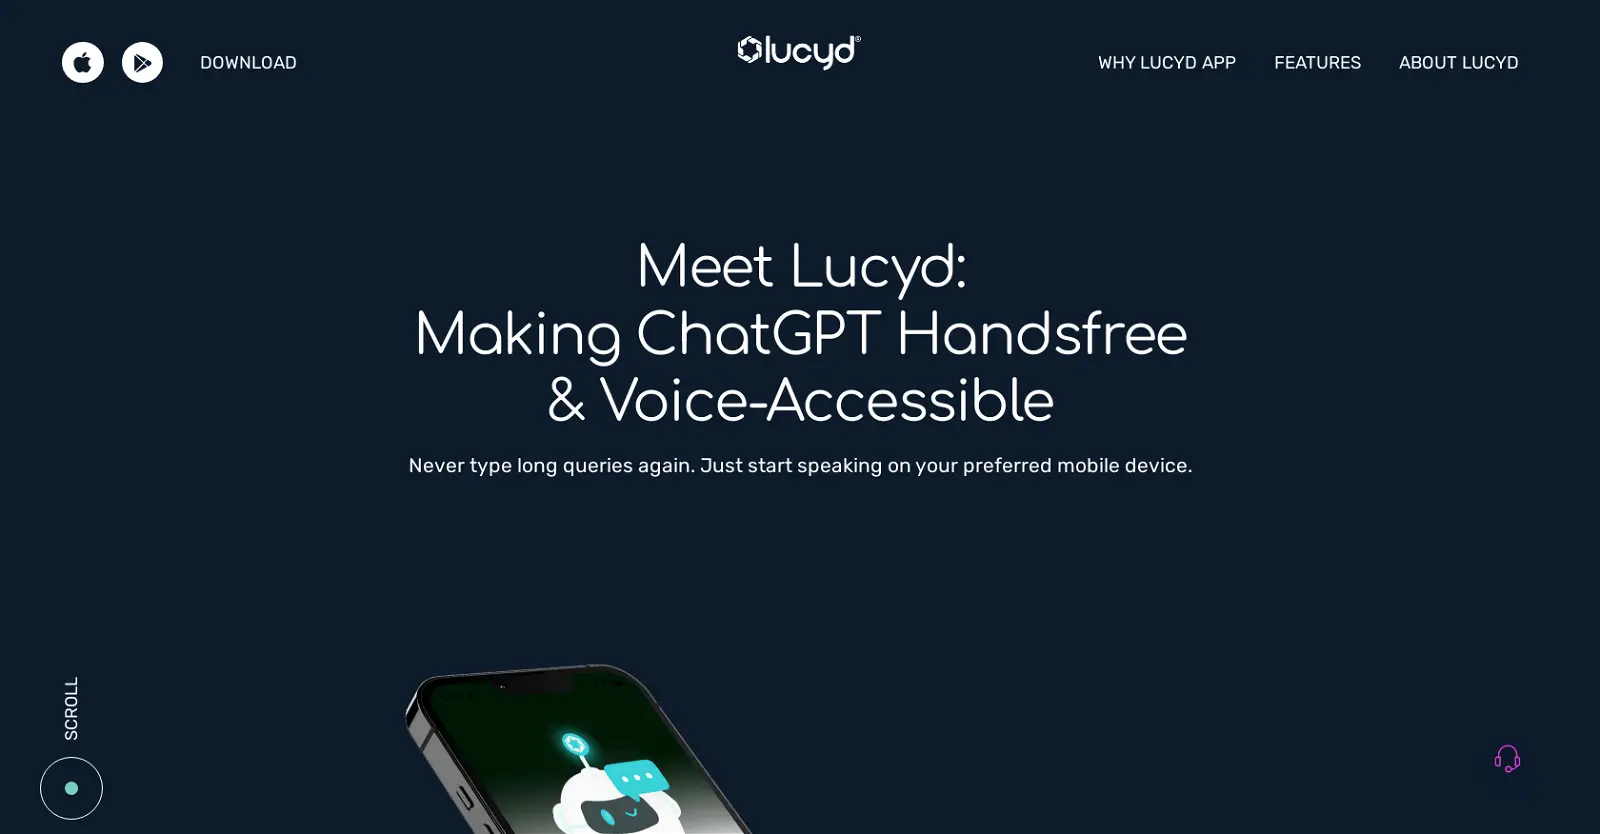 DOWNLOAD
lucyd®
WHY LUCYD APP
FEATURES
ABOUT LUCYD
Meet Lucyd:
Making ChatGPT Handsfree
& Voice-Accessible
Never type long queries again. Just start speaking on your preferred mobile device.
SCROLL